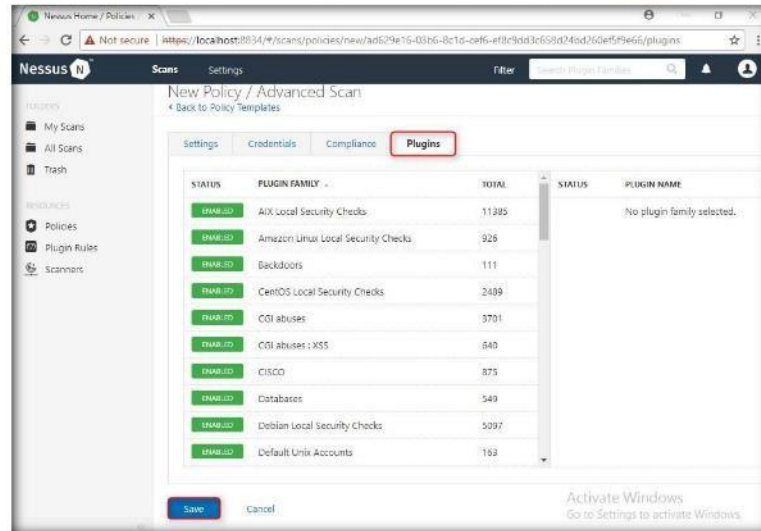 Nessus Home / Policies
Not secure | https://localhost:8834/#/scans/policies/new/ad629e16-03b6-8c1d-cef6-ef8c9dd3c658d24bd260ef5f9e66/plugins
Nessus N
Scans Settings Filter Search Plugin Families
FOLDERS
My Scans
All Scans
Trash
RESOURCES
Policies
Plugin Rules
Scanners
New Policy / Advanced Scan
Back to Policy Templates
Settings Credentials Compliance Plugins
STATUS PLUGIN FAMILY TOTAL STATUS PLUGIN NAME
ENABLED AIX Local Security Checks 11385 No plugin family selected.
ENABLED Amazon Linux Local Security Checks 926
ENABLED Backdoors 111
ENABLED CentOS Local Security Checks 2489
ENABLED CGI abuses 3701
ENABLED CGI abuses : XSS 640
ENABLED CISCO 875
ENABLED Databases 549
ENABLED Debian Local Security Checks 5097
ENABLED Default Unix Accounts 163
Save Cancel
Activate Windows
Go to Settings to activate Windows.